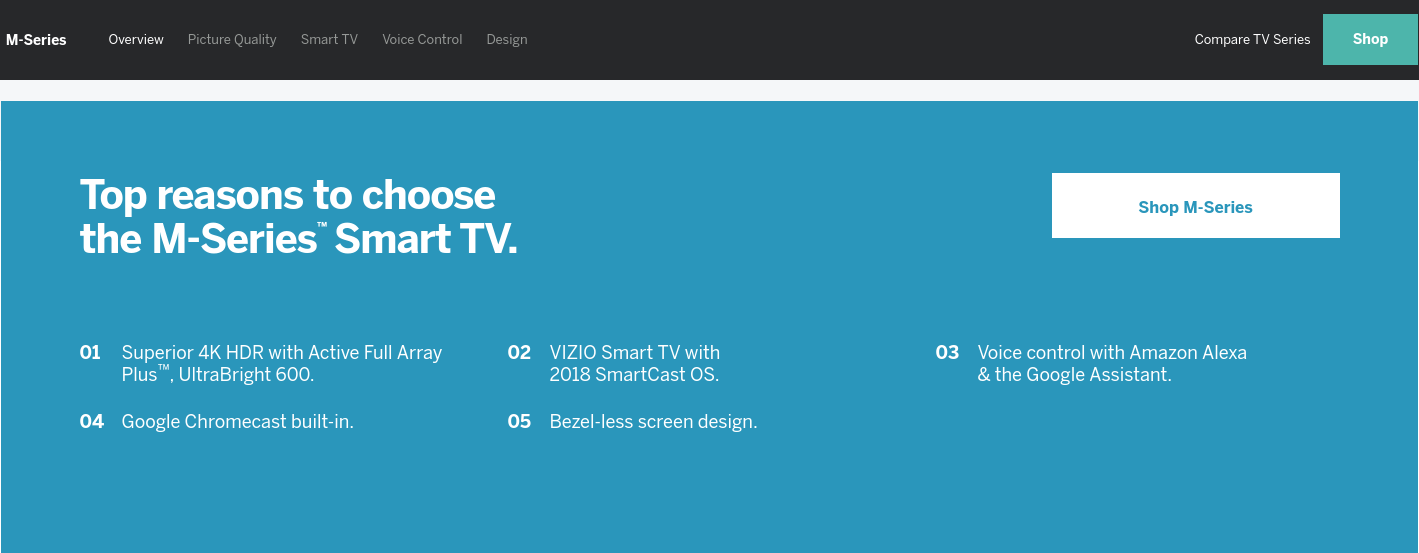 M-Series Overview Picture Quality Smart TV Voice Control Design Compare TV Series Shop
Top reasons to choose
the M-Series™ Smart TV.
Shop M-Series
01 Superior 4K HDR with Active Full Array
Plus™, UltraBright 600.
02 VIZIO Smart TV with
2018 SmartCast OS.
03 Voice control with Amazon Alexa
& the Google Assistant.
04 Google Chromecast built-in.
05 Bezel-less screen design.